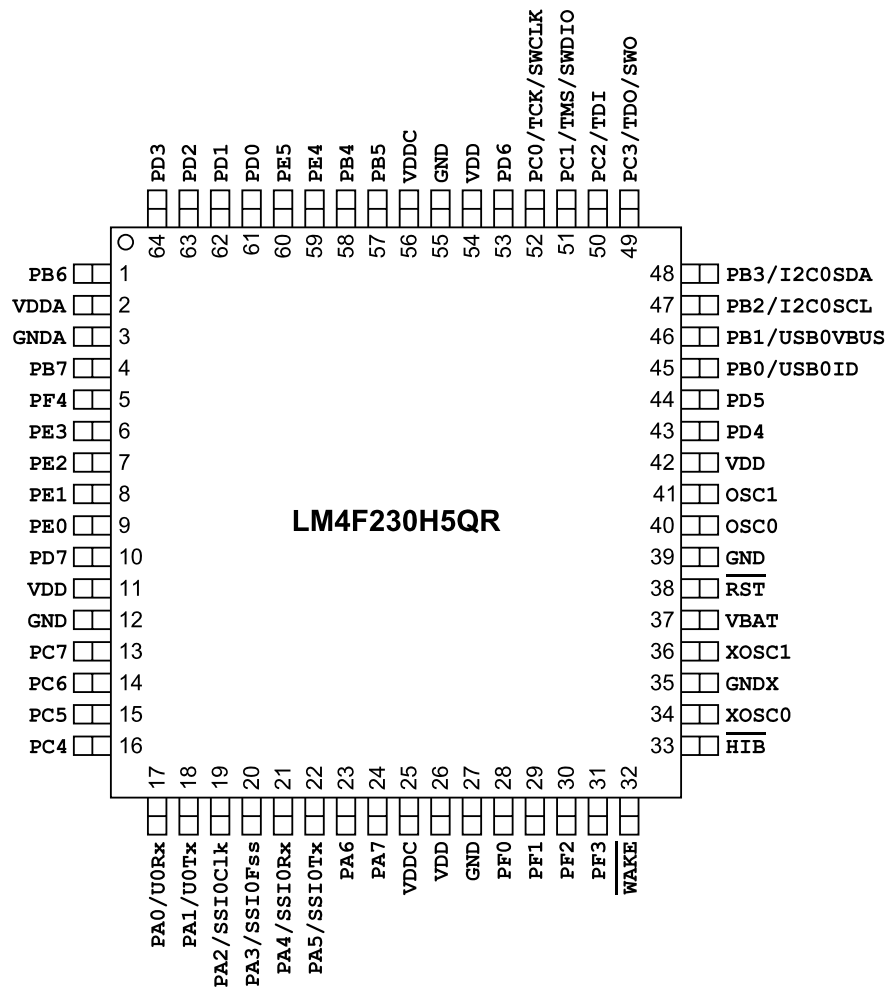 PD3
PD2
PD1
PD0
PE5
PE4
PB4
PB5
VDDC
GND
VDD
PD6
PC0/TCK/SWCLK
PC1/TMS/SWDIO
PC2/TDI
PC3/TDO/SWO
64
63
62
61
60
59
58
57
56
55
54
53
52
51
50
49
PB6 1
VDDA 2
GNDA 3
PB7 4
PF4 5
PE3 6
PE2 7
PE1 8
PE0 9
PD7 10
VDD 11
GND 12
PC7 13
PC6 14
PC5 15
PC4 16
LM4F230H5QR
48 PB3/I2C0SDA
47 PB2/I2C0SCL
46 PB1/USB0VBUS
45 PB0/USB0ID
44 PD5
43 PD4
42 VDD
41 OSC1
40 OSC0
39 GND
38 RST
37 VBAT
36 XOSC1
35 GNDX
34 XOSC0
33 HIB
17
18
19
20
21
22
23
24
25
26
27
28
29
30
31
32
PA0/U0Rx
PA1/U0Tx
PA2/SSI0Clk
PA3/SSI0Fss
PA4/SSI0Rx
PA5/SSI0Tx
PA6
PA7
VDDC
VDD
GND
PF0
PF1
PF2
PF3
WAKE